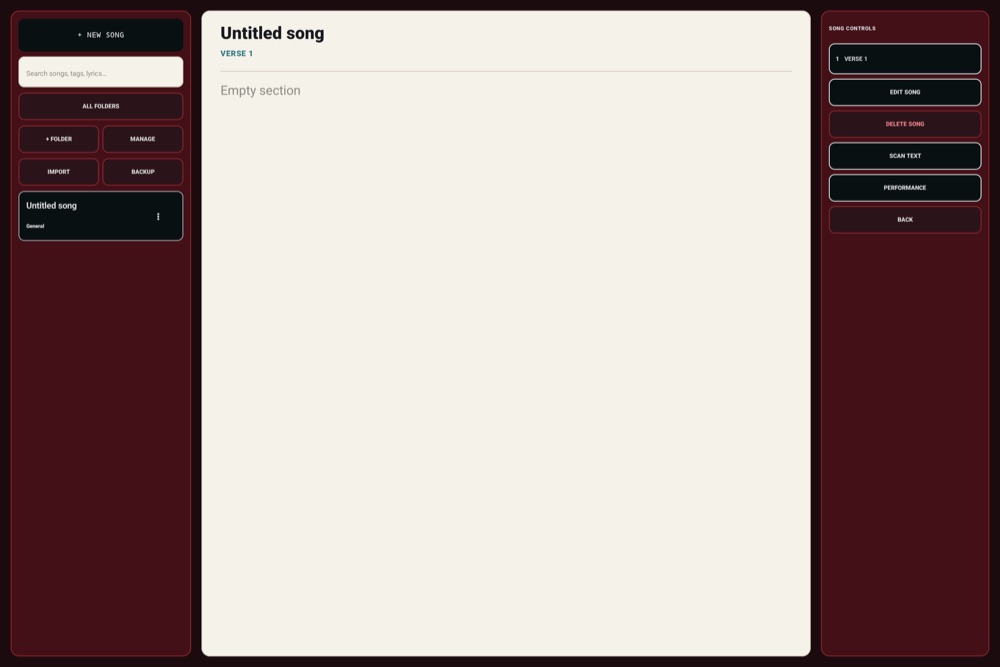 + NEW SONG
Search songs, tags, lyrics...
ALL FOLDERS
+ FOLDER
MANAGE
IMPORT
BACKUP
Untitled song
General
Untitled song
VERSE 1
Empty section
SONG CONTROLS
1 VERSE 1
EDIT SONG
DELETE SONG
SCAN TEXT
PERFORMANCE
BACK